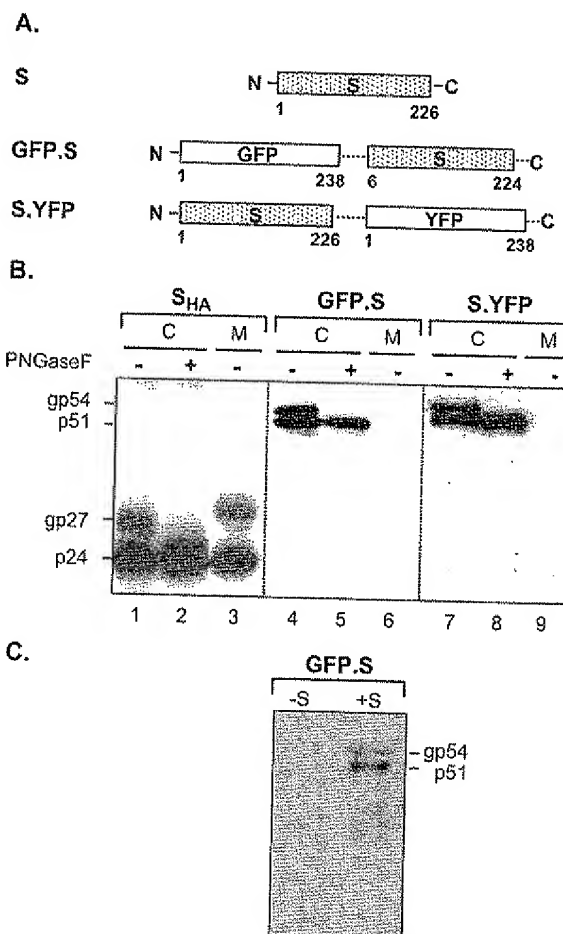 A.
S N S C
1 226
GFP.S N GFP S C
1 238 6 224
S.YFP N S YFP C
1 226 1 238
B.
SHA GFP.S S.YFP
C M C M C M
PNGaseF - + - - + - - + -
gp54
p51
gp27
p24
1 2 3 4 5 6 7 8 9
C.
GFP.S
-S +S
gp54
p51